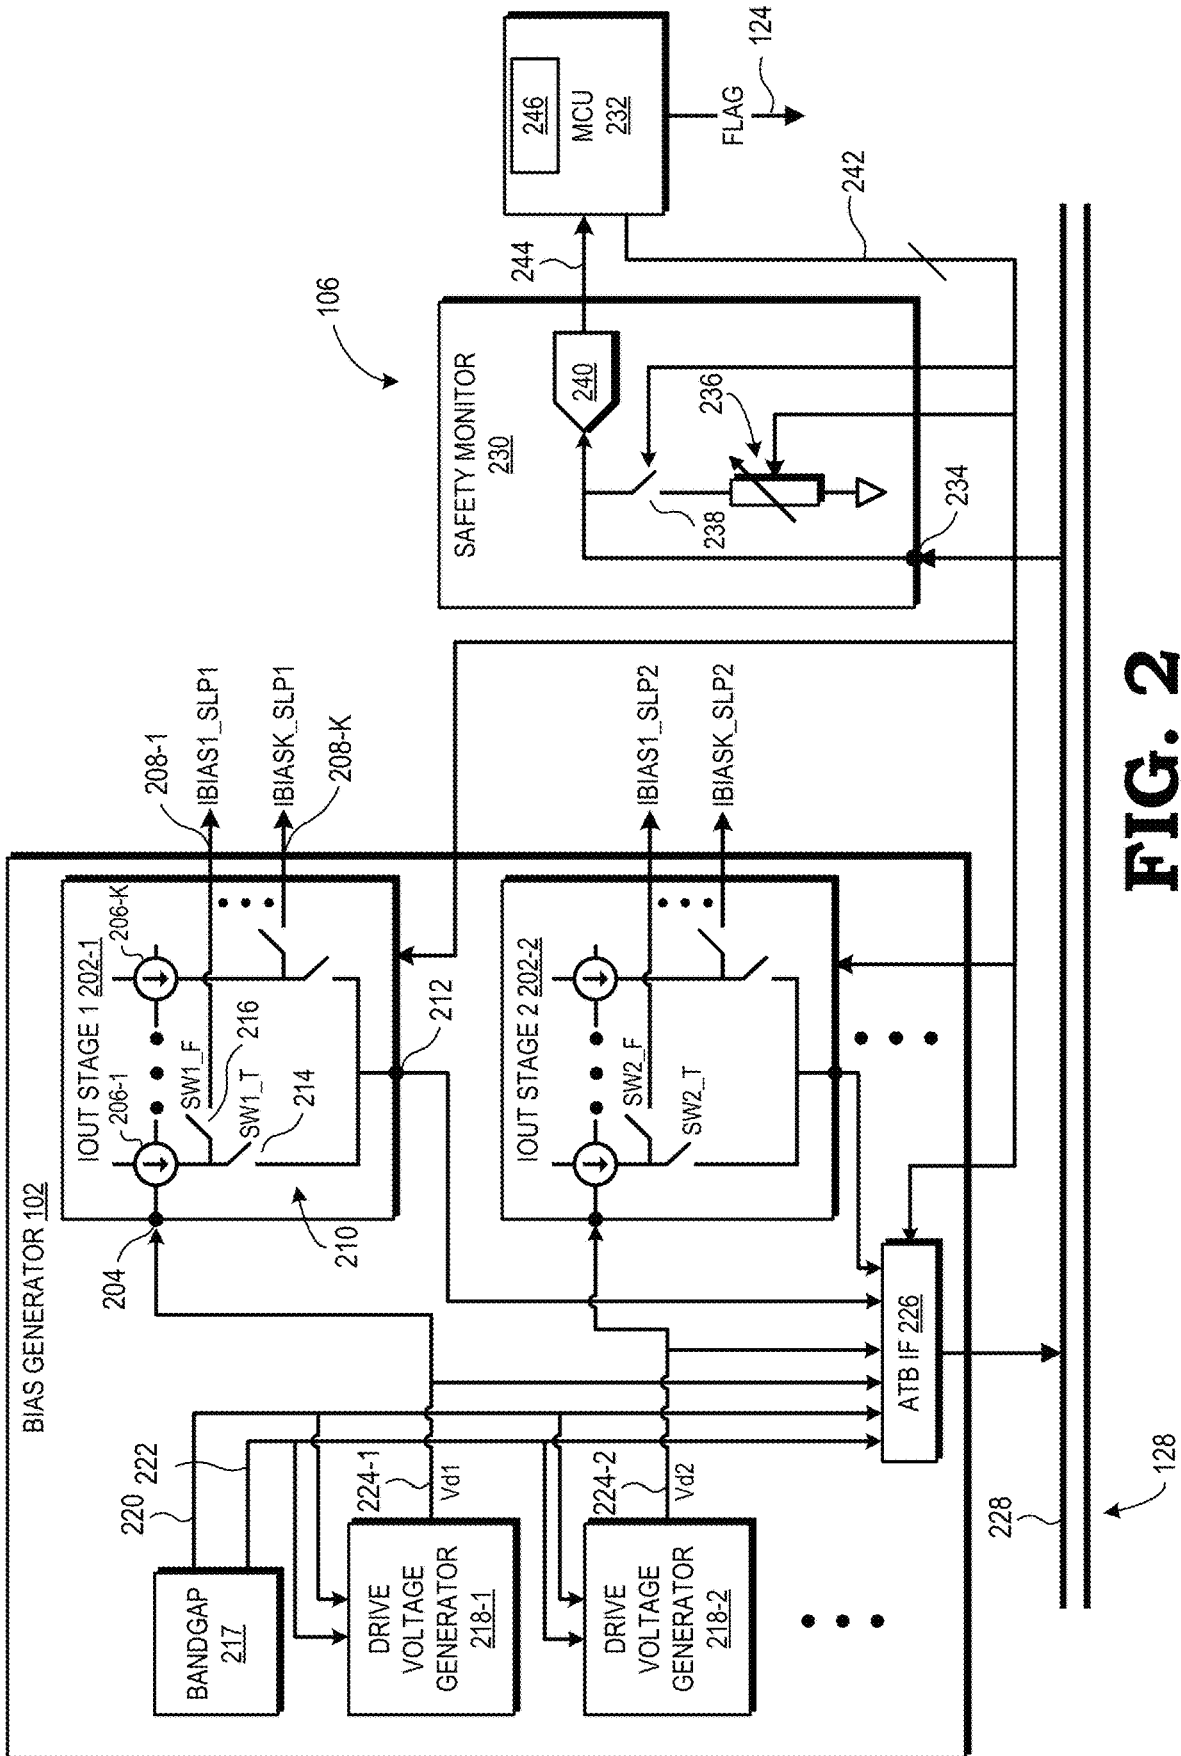 BIAS GENERATOR 102
BANDGAP
217
220
222
DRIVE
VOLTAGE
GENERATOR
218-1
224-1
Vd1
DRIVE
VOLTAGE
GENERATOR
218-2
224-2
Vd2
204
IOUT STAGE 1 202-1
206-1
206-K
SW1_F
216
SW1_T
214
210
212
208-1
IBIAS1_SLP1
IBIASK_SLP1
208-K
IOUT STAGE 2 202-2
SW2_F
SW2_T
IBIAS1_SLP2
IBIASK_SLP2
ATB IF 226
228
128
106
SAFETY MONITOR
230
240
238
236
234
244
246
MCU
232
FLAG
124
242
FIG. 2